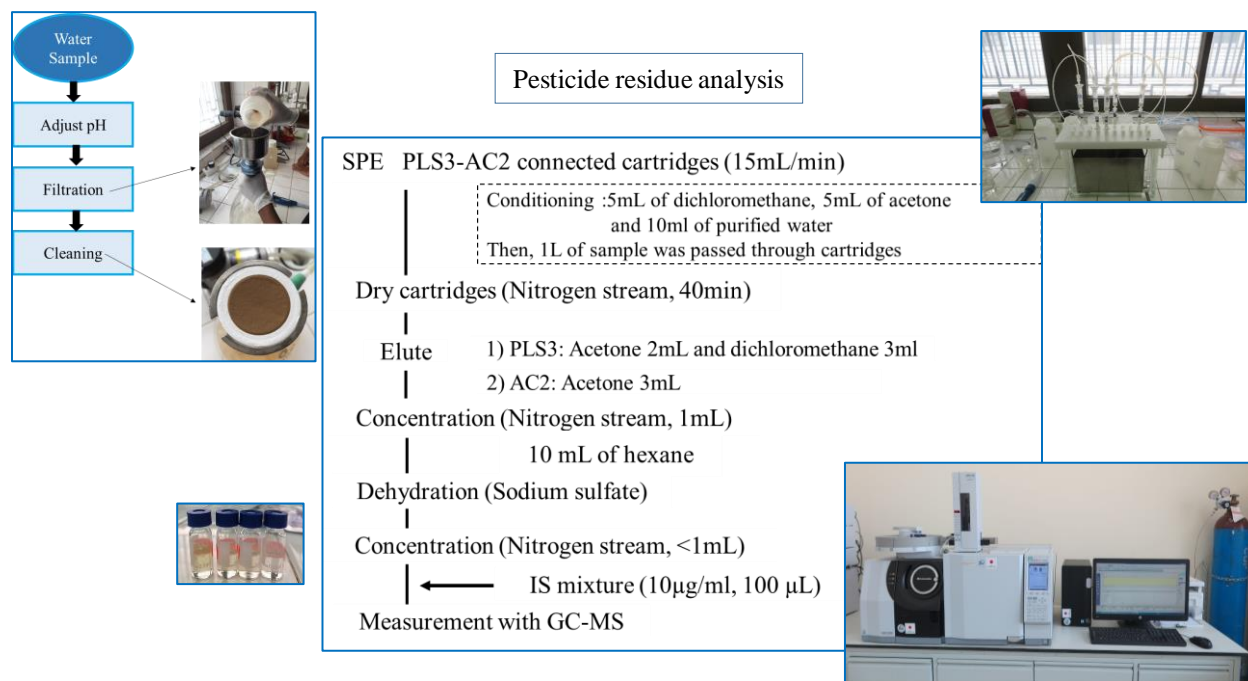 Water
Sample
Adjust pH
Filtration
Cleaning
Pesticide residue analysis
SPE PLS3-AC2 connected cartridges (15mL/min)
Conditioning :5mL of dichloromethane, 5mL of acetone
and 10ml of purified water
Then, 1L of sample was passed through cartridges
Dry cartridges (Nitrogen stream, 40min)
Elute
1) PLS3: Acetone 2mL and dichloromethane 3ml
2) AC2: Acetone 3mL
Concentration (Nitrogen stream, 1mL)
10 mL of hexane
Dehydration (Sodium sulfate)
Concentration (Nitrogen stream, <1mL)
IS mixture (10μg/ml, 100 μL)
Measurement with GC-MS